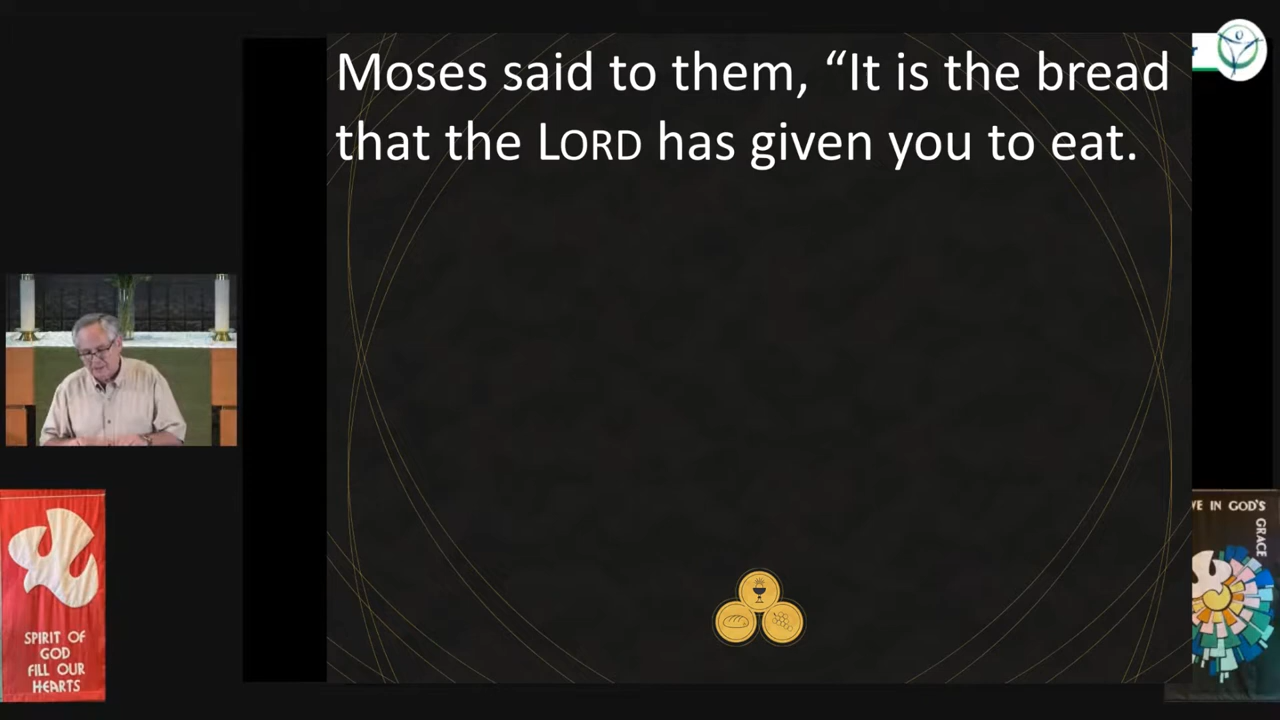 Moses said to them, “It is the bread
that the LORD has given you to eat.
SPIRIT OF
GOD
FILL OUR
HEARTS
VE IN GOD'S
GRACE